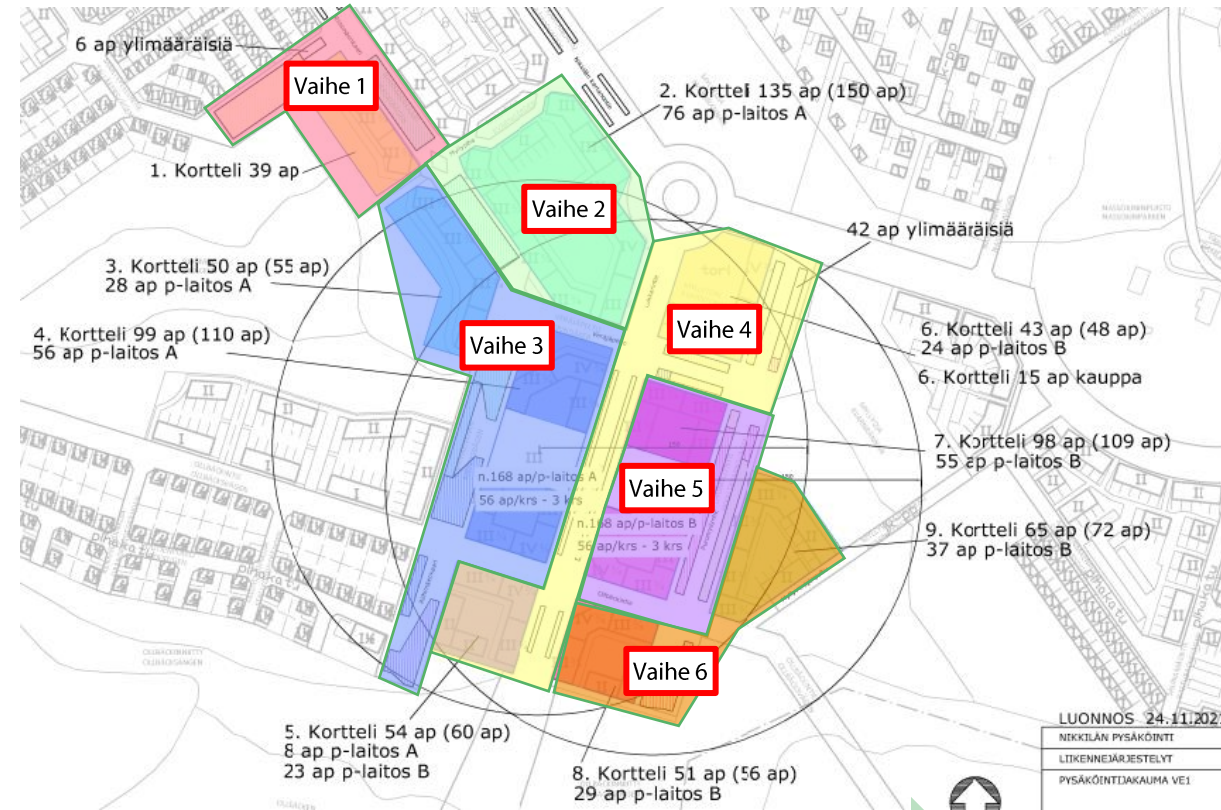 6 ap ylimääräisiä
Vaihe 1
1. Kortteli 39 ap
2. Kortteli 135 ap (150 ap)
76 ap p-laitos A
Vaihe 2
42 ap ylimääräisiä
tori
3. Kortteli 50 ap (55 ap)
28 ap p-laitos A
4. Kortteli 99 ap (110 ap)
56 ap p-laitos A
Vaihe 3
Vaihe 4
6. Kortteli 43 ap (48 ap)
24 ap p-laitos B
6. Kortteli 15 ap kauppa
7. Kortteli 98 ap (109 ap)
55 ap p-laitos B
n.168 ap/p-laitos A
56 ap/krs - 3 krs
Vaihe 5
n.168 ap/p-laitos B
56 ap/krs - 3 krs
9. Kortteli 65 ap (72 ap)
37 ap p-laitos B
Vaihe 6
5. Kortteli 54 ap (60 ap)
8 ap p-laitos A
23 ap p-laitos B
8. Kortteli 51 ap (56 ap)
29 ap p-laitos B
LUONNOS 24.11.2021
NIKKILÄN PYSÄKÖINTI
LIIKENNEJÄRJESTELYT
PYSÄKÖINTIJAKAUMA VE1